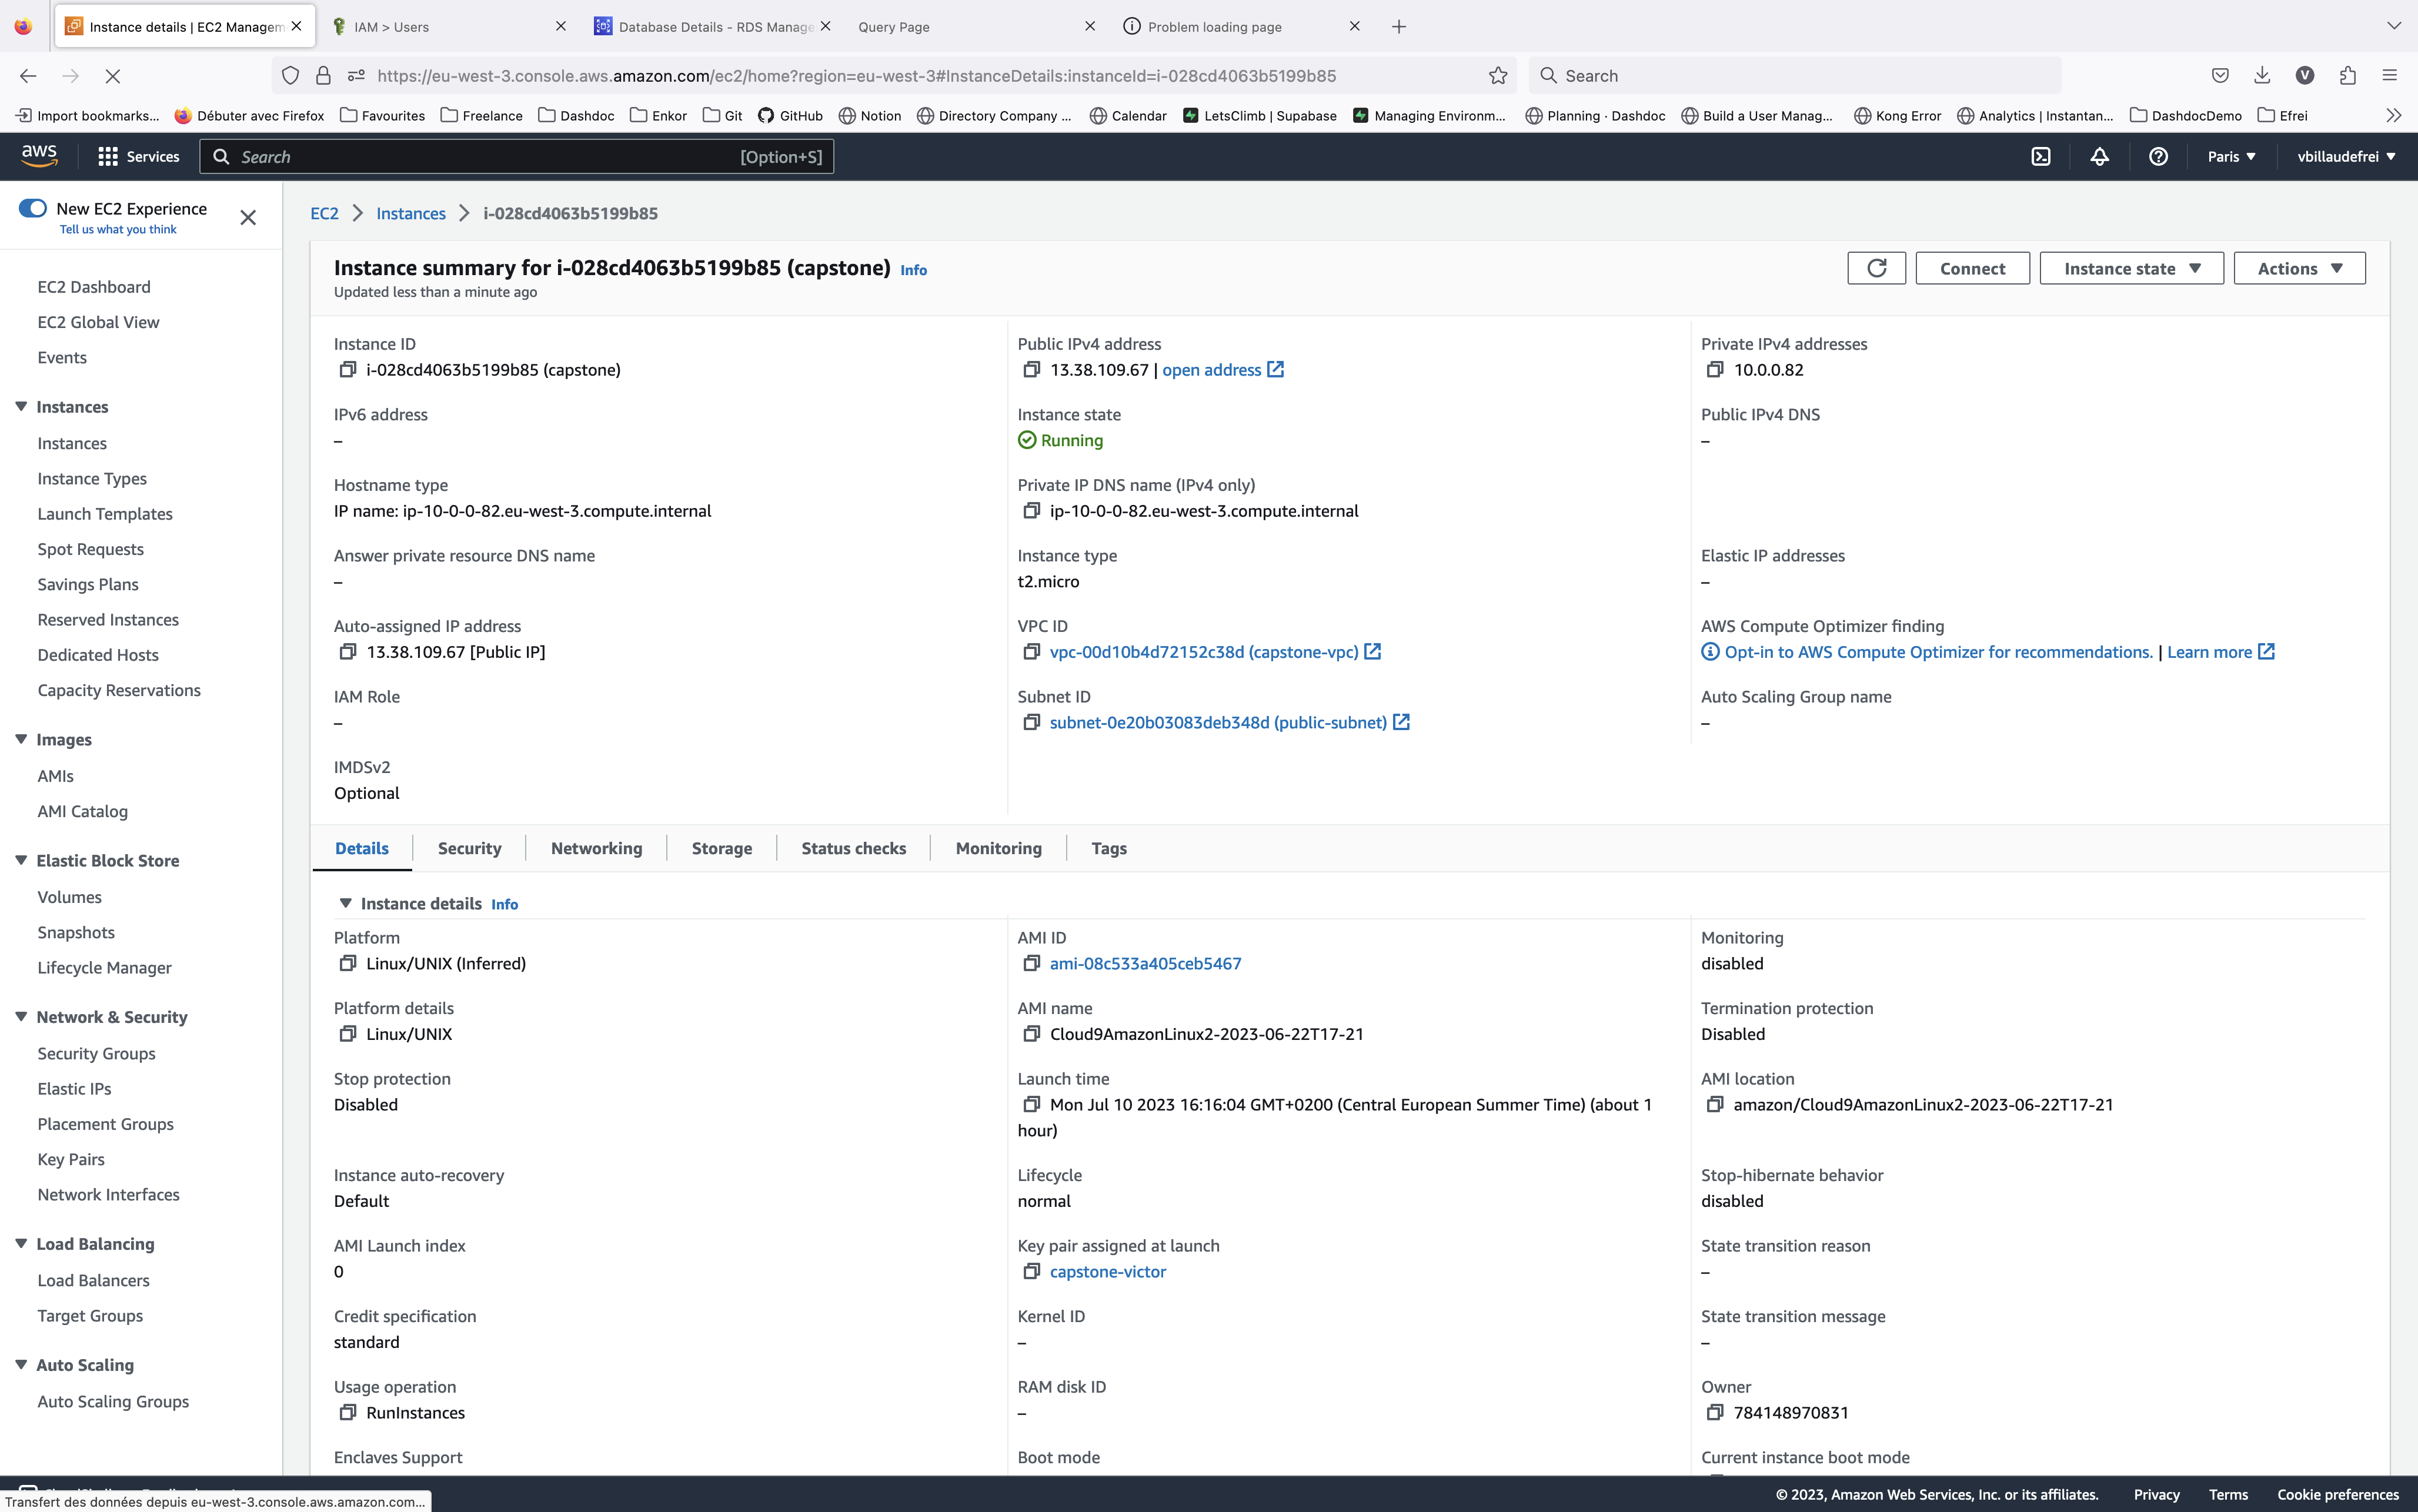 Instance details | EC2 Managem
IAM > Users
Database Details - RDS Manage
Query Page
Problem loading page
https://eu-west-3.console.aws.amazon.com/ec2/home?region=eu-west-3#InstanceDetails:instanceId=i-028cd4063b5199b85
Search
V
Import bookmarks...
Débuter avec Firefox
Favourites
Freelance
Dashdoc
Enkor
Git
GitHub
Notion
Directory Company ...
Calendar
LetsClimb | Supabase
Managing Environm...
Planning · Dashdoc
Build a User Manag...
Kong Error
Analytics | Instantan...
DashdocDemo
Efrei
aws
Services
Search
[Option+S]
Paris
vbillaudefrei
New EC2 Experience
Tell us what you think
EC2 Dashboard
EC2 Global View
Events
Instances
Instances
Instance Types
Launch Templates
Spot Requests
Savings Plans
Reserved Instances
Dedicated Hosts
Capacity Reservations
Images
AMIs
AMI Catalog
Elastic Block Store
Volumes
Snapshots
Lifecycle Manager
Network & Security
Security Groups
Elastic IPs
Placement Groups
Key Pairs
Network Interfaces
Load Balancing
Load Balancers
Target Groups
Auto Scaling
Auto Scaling Groups
EC2 > Instances > i-028cd4063b5199b85
Instance summary for i-028cd4063b5199b85 (capstone) Info
Updated less than a minute ago
Connect
Instance state
Actions
Instance ID
i-028cd4063b5199b85 (capstone)
Public IPv4 address
13.38.109.67 | open address
Private IPv4 addresses
10.0.0.82
IPv6 address
–
Instance state
Running
Public IPv4 DNS
–
Hostname type
IP name: ip-10-0-0-82.eu-west-3.compute.internal
Private IP DNS name (IPv4 only)
ip-10-0-0-82.eu-west-3.compute.internal
Answer private resource DNS name
–
Instance type
t2.micro
Elastic IP addresses
–
Auto-assigned IP address
13.38.109.67 [Public IP]
VPC ID
vpc-00d10b4d72152c38d (capstone-vpc)
AWS Compute Optimizer finding
Opt-in to AWS Compute Optimizer for recommendations. | Learn more
IAM Role
–
Subnet ID
subnet-0e20b03083deb348d (public-subnet)
Auto Scaling Group name
–
IMDSv2
Optional
Details
Security
Networking
Storage
Status checks
Monitoring
Tags
Instance details Info
Platform
Linux/UNIX (Inferred)
AMI ID
ami-08c533a405ceb5467
Monitoring
disabled
Platform details
Linux/UNIX
AMI name
Cloud9AmazonLinux2-2023-06-22T17-21
Termination protection
Disabled
Stop protection
Disabled
Launch time
Mon Jul 10 2023 16:16:04 GMT+0200 (Central European Summer Time) (about 1
hour)
AMI location
amazon/Cloud9AmazonLinux2-2023-06-22T17-21
Instance auto-recovery
Default
Lifecycle
normal
Stop-hibernate behavior
disabled
AMI Launch index
0
Key pair assigned at launch
capstone-victor
State transition reason
–
Credit specification
standard
Kernel ID
–
State transition message
–
Usage operation
RunInstances
RAM disk ID
–
Owner
784148970831
Enclaves Support
Boot mode
Current instance boot mode
Transfert des données depuis eu-west-3.console.aws.amazon.com...
© 2023, Amazon Web Services, Inc. or its affiliates.
Privacy
Terms
Cookie preferences